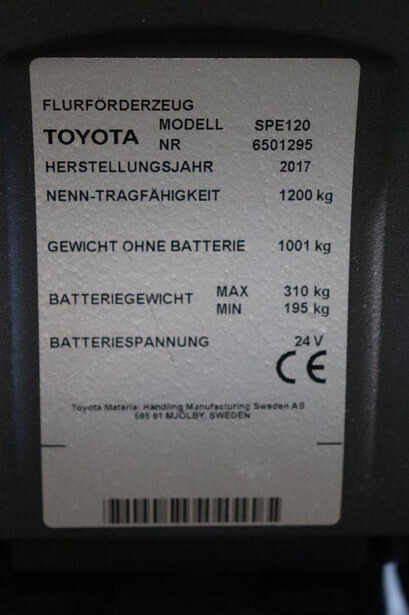 FLURFÖRDERZEUG
TOYOTA MODELL SPE120
NR 6501295
HERSTELLUNGSJAHR 2017
NENN-TRAGFÄHIGKEIT 1200 kg
GEWICHT OHNE BATTERIE 1001 kg
BATTERIEGEWICHT MAX 310 kg
MIN 195 kg
BATTERIESPANNUNG 24 V
CE
Toyota Material Handling Manufacturing Sweden AB
595 81 MJÖLBY, SWEDEN